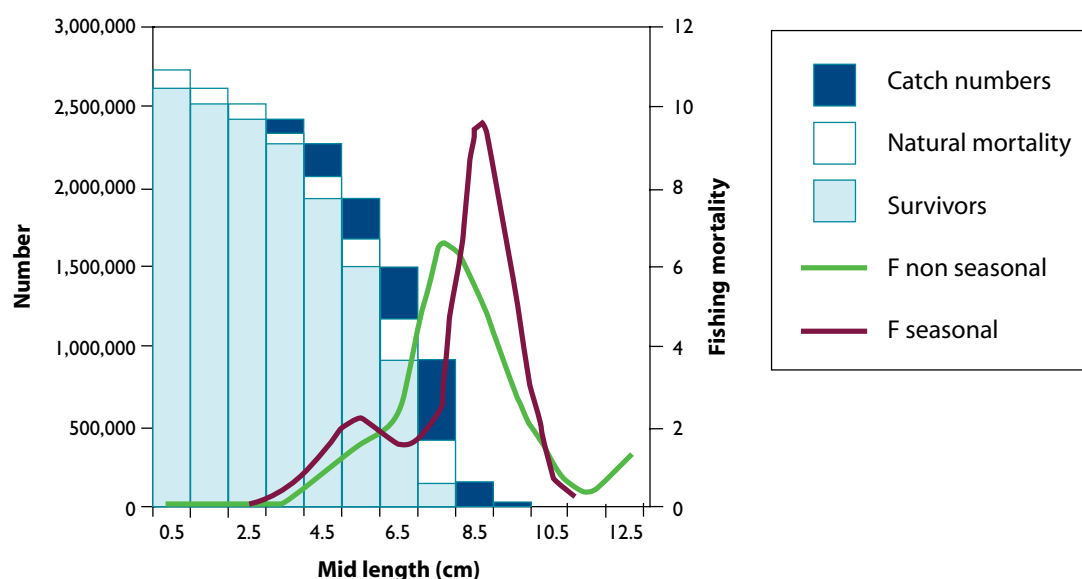 3,000,000
2,500,000
2,000,000
1,500,000
1,000,000
500,000
0
Number
12
10
8
6
4
2
0
Fishing mortality
0.5 2.5 4.5 6.5 8.5 10.5 12.5
Mid length (cm)
Catch numbers
Natural mortality
Survivors
F non seasonal
F seasonal